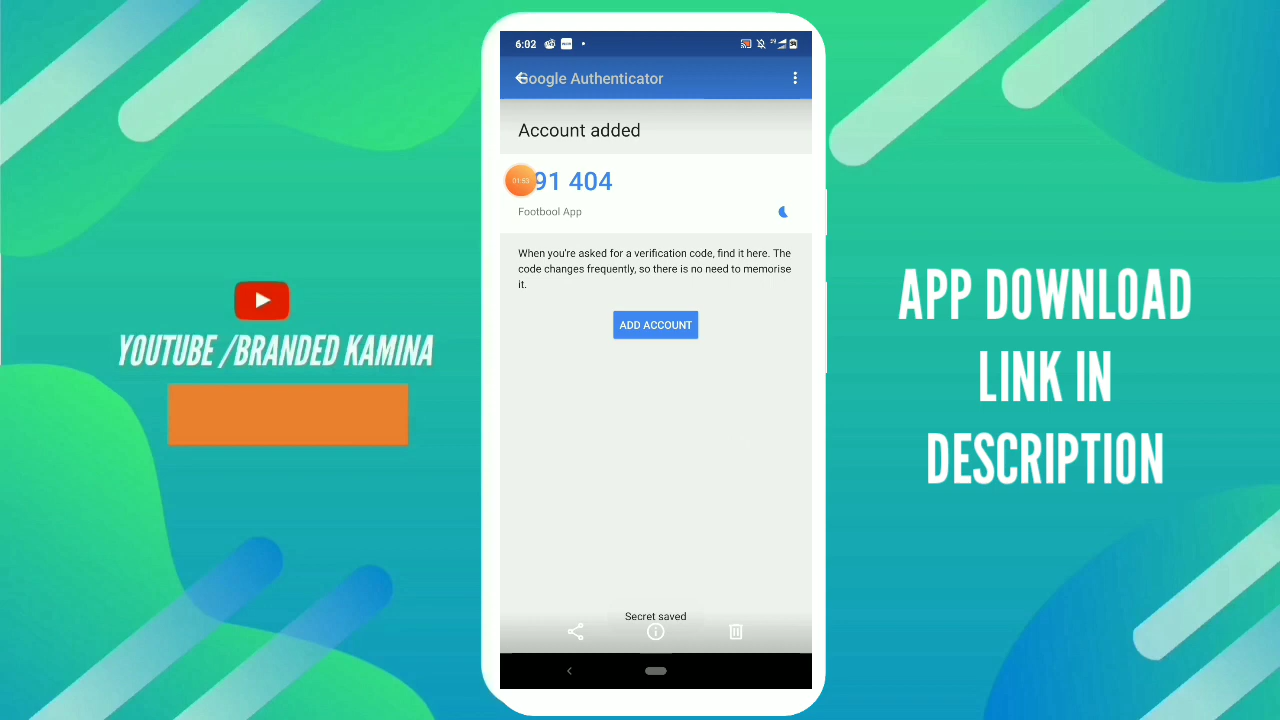 6:02
Google Authenticator
Account added
01:53
91 404
Footbool App
When you're asked for a verification code, find it here. The
code changes frequently, so there is no need to memorise
it.
ADD ACCOUNT
Secret saved
YOUTUBE /BRANDED KAMINA
APP DOWNLOAD
LINK IN
DESCRIPTION